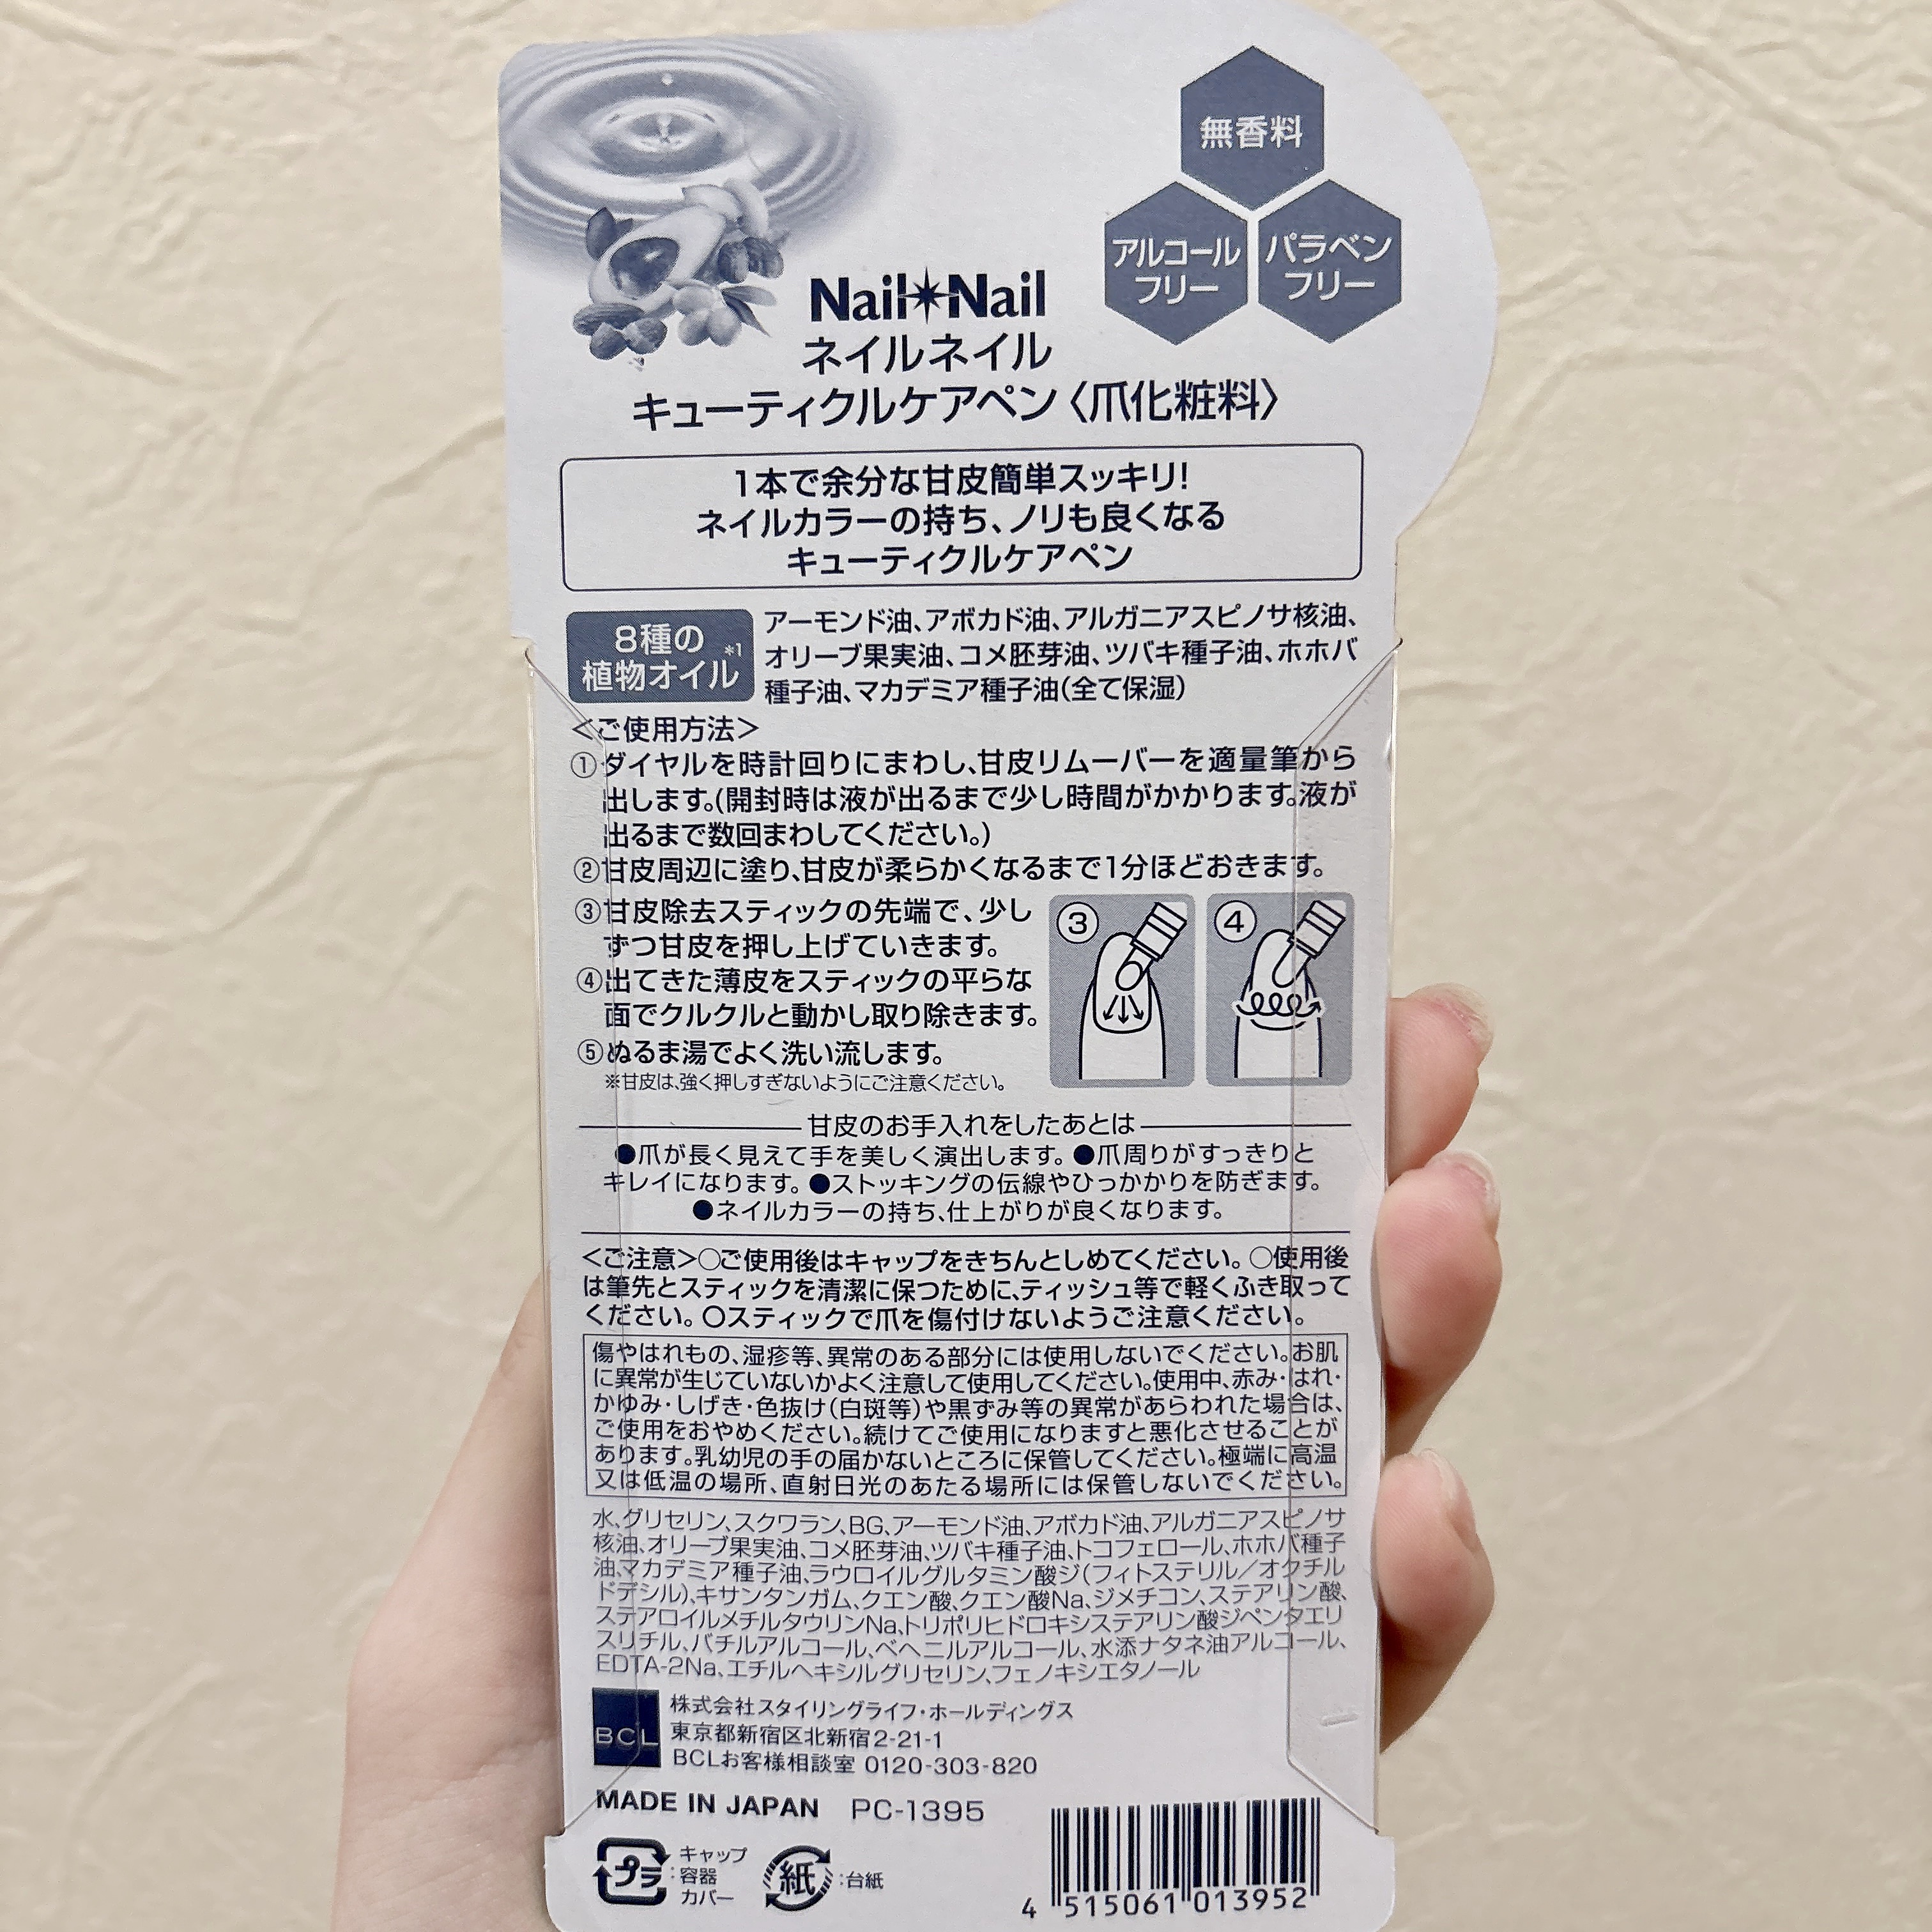 無香料
アルコール
フリー
パラベン
フリー
Nail Nail
ネイルネイル
キューティクルケアペン〈爪化粧料〉
1本で余分な甘皮簡単スッキリ!
ネイルカラーの持ち、ノリも良くなる
キューティクルケアペン
8種の
植物オイル*1
アーモンド油、アボカド油、アルガニアスピノサ核油、
オリーブ果実油、コメ胚芽油、ツバキ種子油、ホホバ
種子油、マカデミア種子油(全て保湿)
＜ご使用方法＞
①ダイヤルを時計回りにまわし、甘皮リムーバーを適量筆から
出します。(開封時は液が出るまで少し時間がかかります。液が
出るまで数回まわしてください。)
②甘皮周辺に塗り、甘皮が柔らかくなるまで1分ほどおきます。
③甘皮除去スティックの先端で、少し
ずつ甘皮を押し上げていきます。
④出てきた薄皮をスティックの平らな
面でクルクルと動かし取り除きます。
⑤ぬるま湯でよく洗い流します。
※甘皮は、強く押しすぎないようにご注意ください。
③
④
甘皮のお手入れをしたあとは
●爪が長く見えて手を美しく演出します。●爪周りがすっきりと
キレイになります。●ストッキングの伝線やひっかかりを防ぎます。
●ネイルカラーの持ち、仕上がりが良くなります。
＜ご注意＞○ご使用後はキャップをきちんとしめてください。○使用後
は筆先とスティックを清潔に保つために、ティッシュ等で軽くふき取って
ください。○スティックで爪を傷付けないようご注意ください。
傷やはれもの、湿疹等、異常のある部分には使用しないでください。お肌
に異常が生じていないかよく注意して使用してください。使用中、赤み・はれ・
かゆみ・しげき・色抜け(白斑等)や黒ずみ等の異常があらわれた場合は、
ご使用をおやめください。続けてご使用になりますと悪化させることが
あります。乳幼児の手の届かないところに保管してください。極端に高温
又は低温の場所、直射日光のあたる場所には保管しないでください。
水、グリセリン、スクワラン、BG、アーモンド油、アボカド油、アルガニアスピノサ
核油、オリーブ果実油、コメ胚芽油、ツバキ種子油、トコフェロール、ホホバ種子
油、マカデミア種子油、ラウロイルグルタミン酸ジ(フィトステリル／オクチル
ドデシル)、キサンタンガム、クエン酸、クエン酸Na、ジメチコン、ステアリン酸、
ステアロイルメチルタウリンNa、トリポリヒドロキシステアリン酸ジペンタエリ
スリチル、バチルアルコール、ベヘニルアルコール、水添ナタネ油アルコール、
EDTA-2Na、エチルヘキシルグリセリン、フェノキシエタノール
BCL
株式会社スタイリングライフ・ホールディングス
東京都新宿区北新宿2-21-1
BCLお客様相談室 0120-303-820
MADE IN JAPAN PC-1395
プラ
:キャップ
容器
カバー
紙
:台紙
4 515061 013952